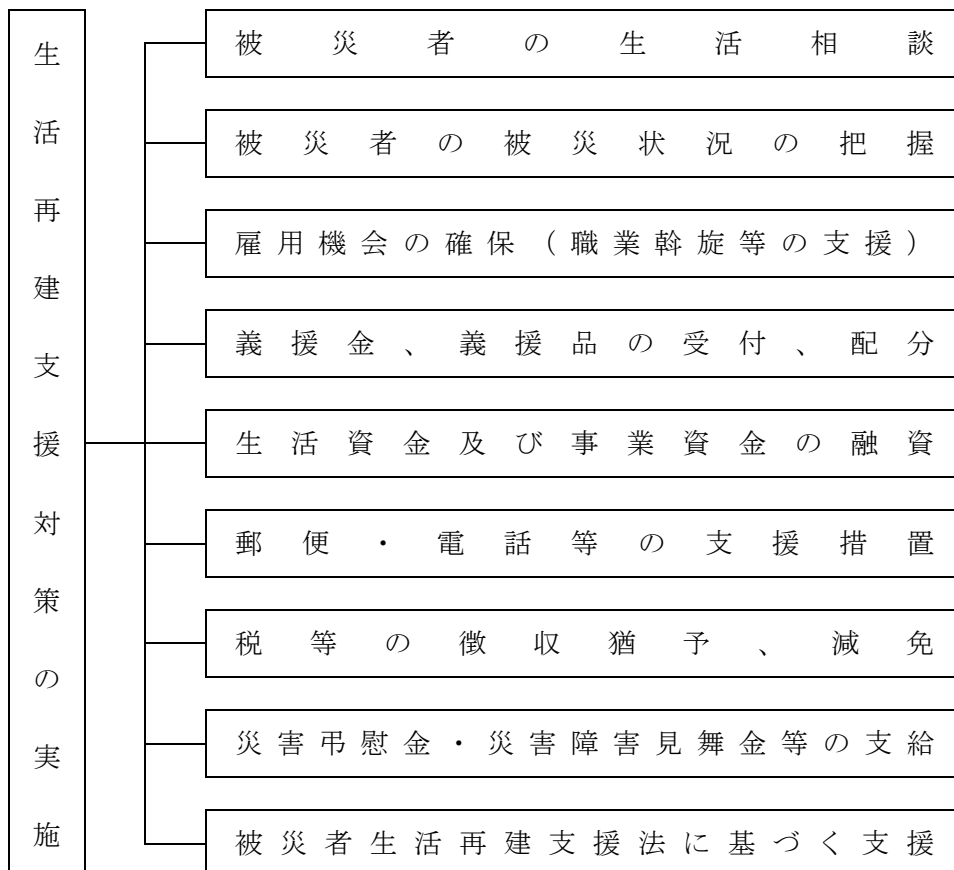 生活再建支援対策の実施
被災者の生活相談
被災者の被災状況の把握
雇用機会の確保（職業斡旋等の支援）
義援金、義援品の受付、配分
生活資金及び事業資金の融資
郵便・電話等の支援措置
税等の徴収猶予、減免
災害弔慰金・災害障害見舞金等の支給
被災者生活再建支援法に基づく支援